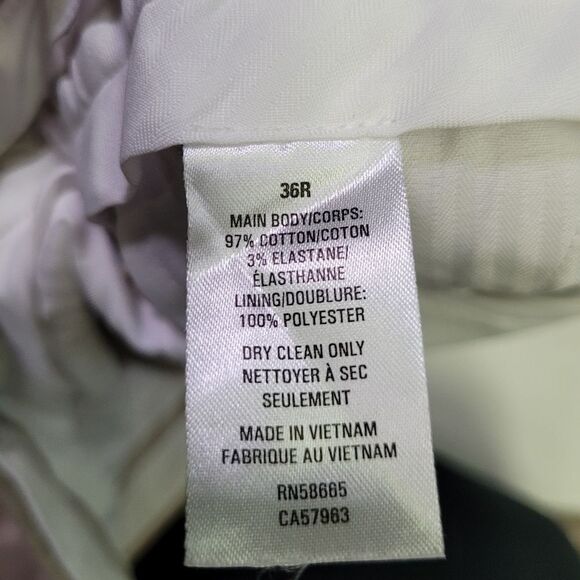 36R
MAIN BODY/CORPS:
97% COTTON/COTON
3% ELASTANE/
ÉLASTHANNE
LINING/DOUBLURE:
100% POLYESTER
DRY CLEAN ONLY
NETTOYER À SEC
SEULEMENT
MADE IN VIETNAM
FABRIQUE AU VIETNAM
RN58665
CA57963